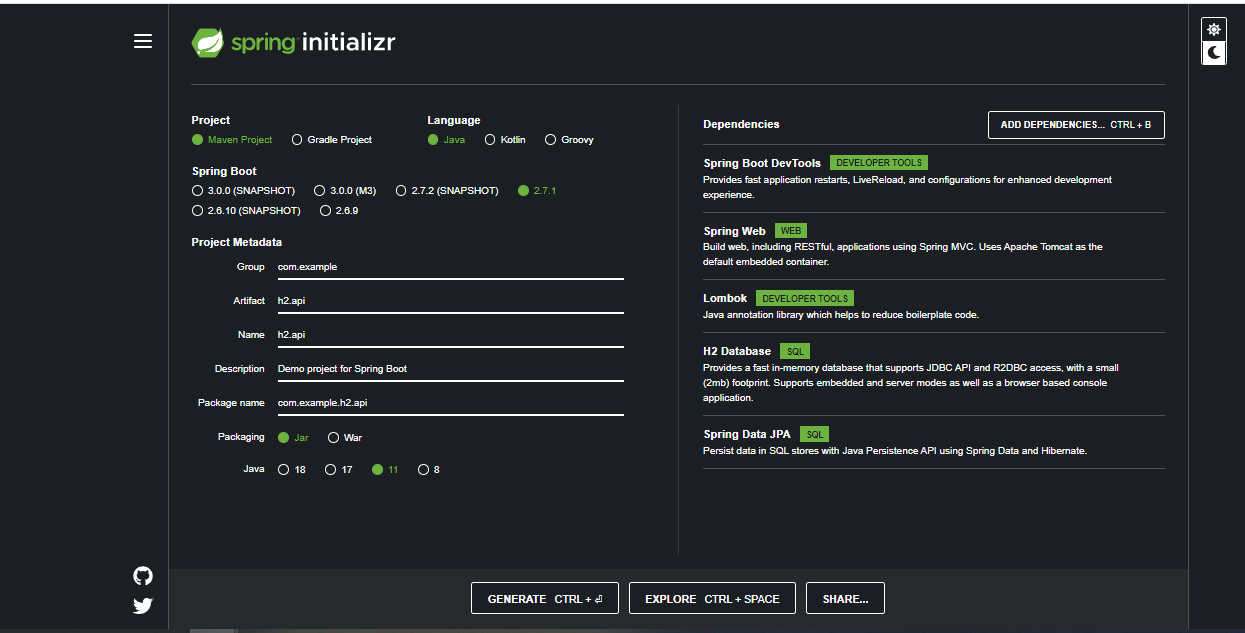 spring initializr
Project
Maven Project Gradle Project
Language
Java Kotlin Groovy
Spring Boot
3.0.0 (SNAPSHOT) 3.0.0 (M3) 2.7.2 (SNAPSHOT) 2.7.1
2.6.10 (SNAPSHOT) 2.6.9
Project Metadata
Group com.example
Artifact h2.api
Name h2.api
Description Demo project for Spring Boot
Package name com.example.h2.api
Packaging Jar War
Java 18 17 11 8
Dependencies ADD DEPENDENCIES... CTRL + B
Spring Boot DevTools DEVELOPER TOOLS
Provides fast application restarts, LiveReload, and configurations for enhanced development
experience.
Spring Web WEB
Build web, including RESTful, applications using Spring MVC. Uses Apache Tomcat as the
default embedded container.
Lombok DEVELOPER TOOLS
Java annotation library which helps to reduce boilerplate code.
H2 Database SQL
Provides a fast in-memory database that supports JDBC API and R2DBC access, with a small
(2mb) footprint. Supports embedded and server modes as well as a browser based console
application.
Spring Data JPA SQL
Persist data in SQL stores with Java Persistence API using Spring Data and Hibernate.
GENERATE CTRL + ⏎ EXPLORE CTRL + SPACE SHARE...